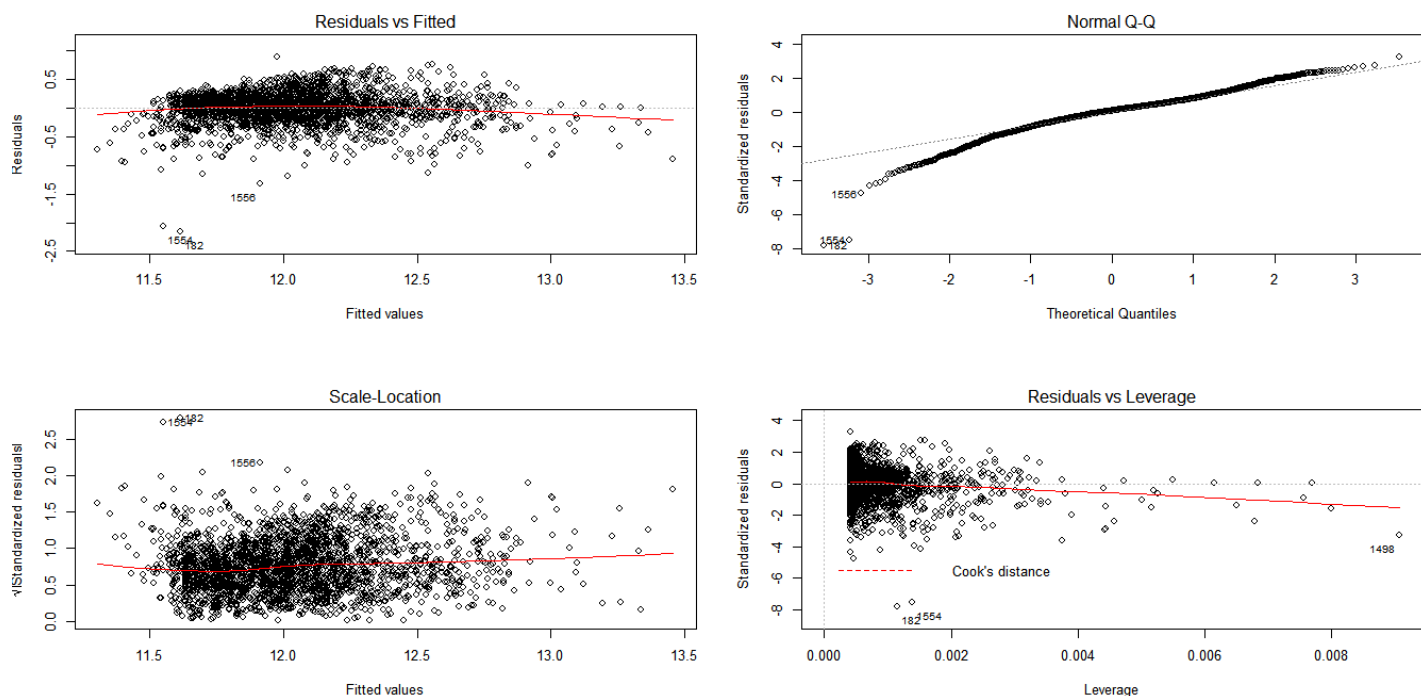 Residuals vs Fitted
Residuals
0.5
-0.5
-1.5
-2.5
1556
1554
182
11.5 12.0 12.5 13.0 13.5
Fitted values
Normal Q-Q
Standardized residuals
4
2
0
-2
-4
-6
-8
1556
1554
182
-3 -2 -1 0 1 2 3
Theoretical Quantiles
Scale-Location
√|Standardized residuals|
2.5
2.0
1.5
1.0
0.5
0.0
182
1554
1556
11.5 12.0 12.5 13.0 13.5
Fitted values
Residuals vs Leverage
Standardized residuals
4
2
0
-2
-4
-6
-8
1498
Cook's distance
1554
182
0.000 0.002 0.004 0.006 0.008
Leverage